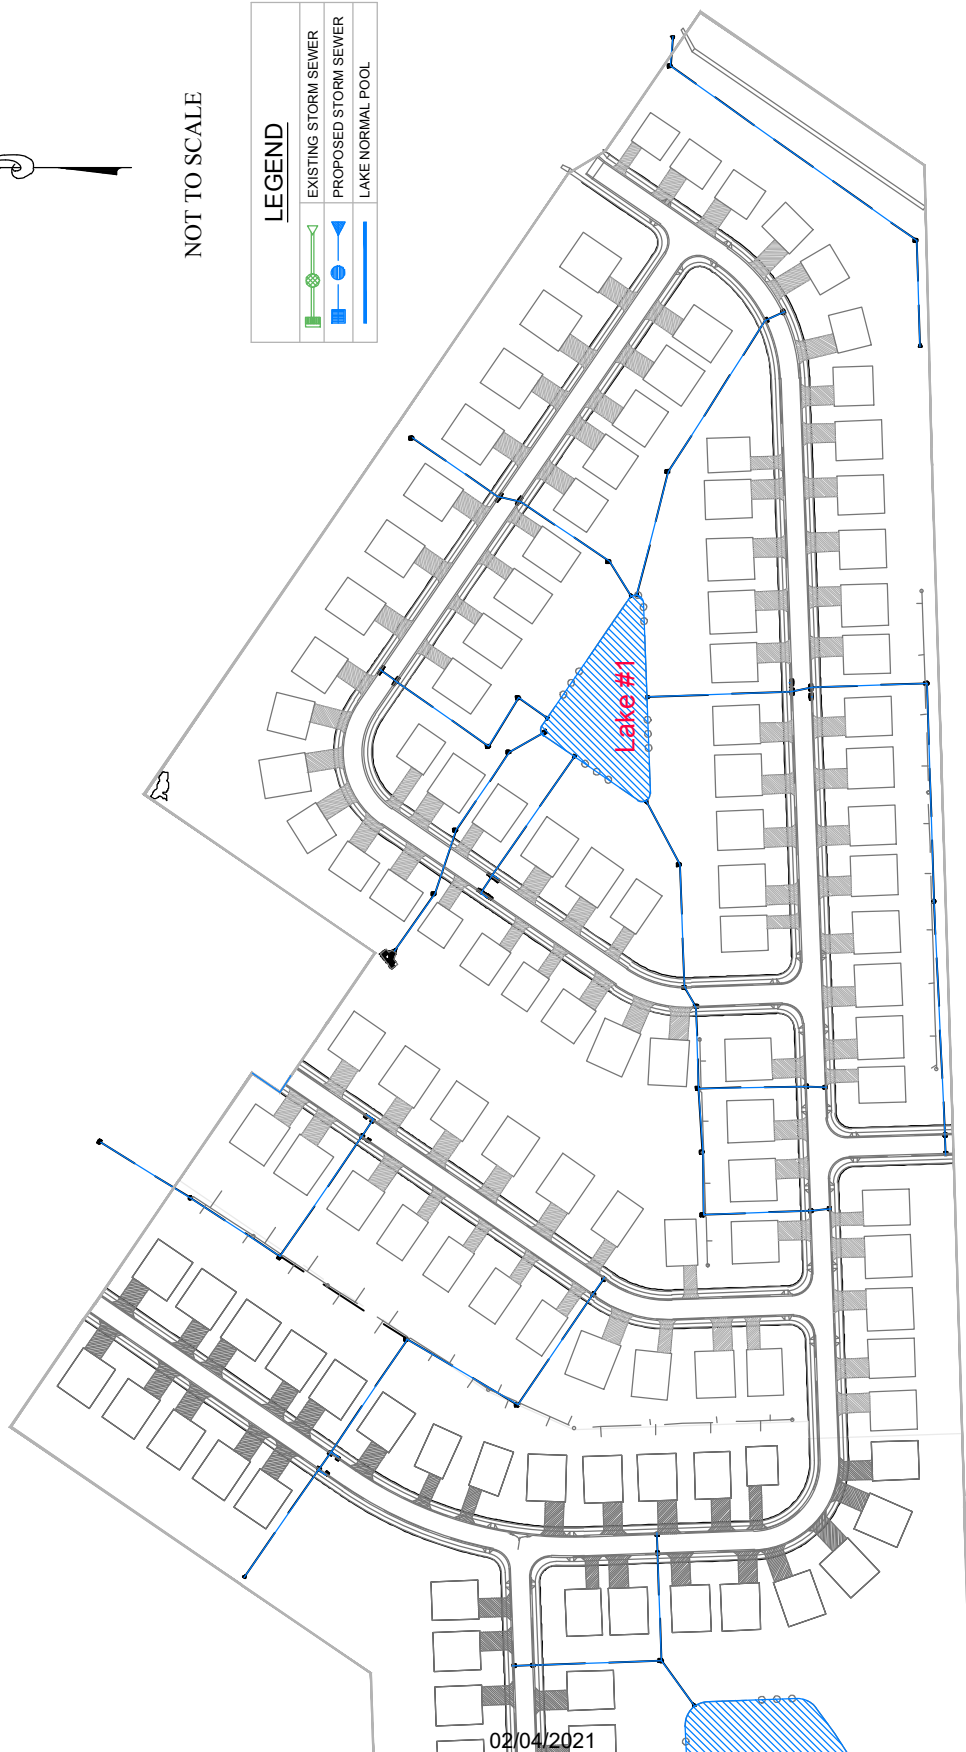 NOT TO SCALE
LEGEND
EXISTING STORM SEWER
PROPOSED STORM SEWER
LAKE NORMAL POOL
Lake #1
02/04/2021